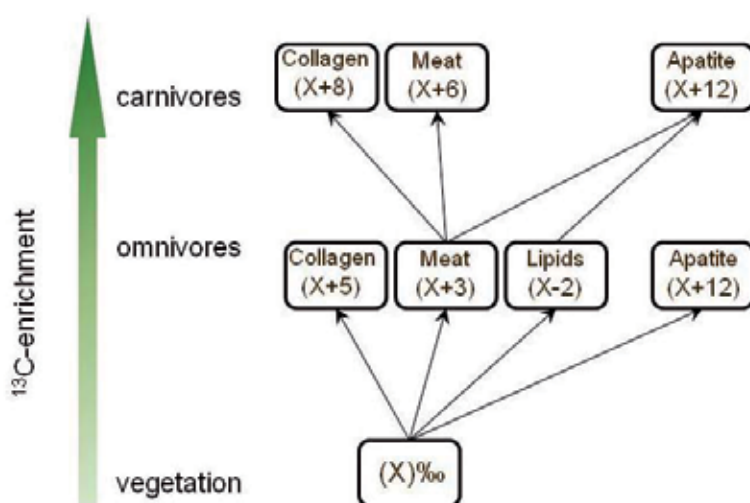 carnivores
Collagen
(X+8)
Meat
(X+6)
Apatite
(X+12)
¹³C-enrichment
omnivores
Collagen
(X+5)
Meat
(X+3)
Lipids
(X-2)
Apatite
(X+12)
vegetation
(X)‰